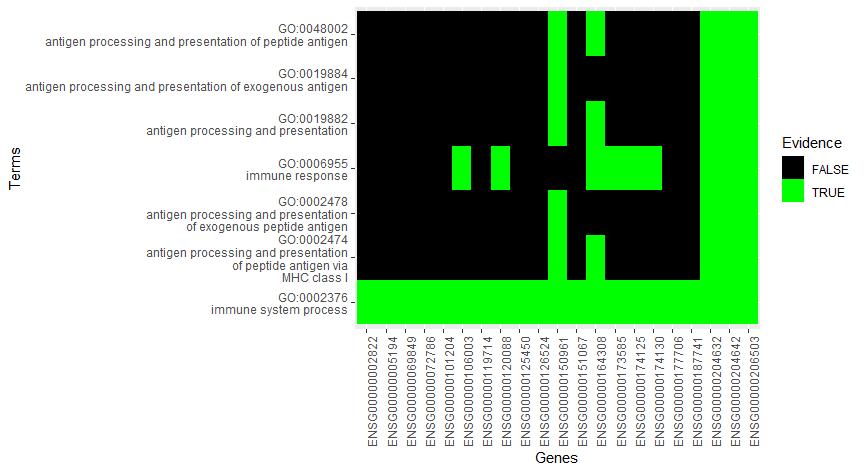 GO:0048002
antigen processing and presentation of peptide antigen
GO:0019884
antigen processing and presentation of exogenous antigen
GO:0019882
antigen processing and presentation
GO:0006955
immune response
GO:0002478
antigen processing and presentation
of exogenous peptide antigen
GO:0002474
antigen processing and presentation
of peptide antigen via
MHC class I
GO:0002376
immune system process
Terms
ENSG00000002822
ENSG00000005194
ENSG00000069849
ENSG00000072786
ENSG00000101204
ENSG00000106003
ENSG00000119714
ENSG00000120088
ENSG00000125450
ENSG00000126524
ENSG00000150961
ENSG00000151067
ENSG00000164308
ENSG00000173585
ENSG00000174125
ENSG00000174130
ENSG00000177706
ENSG00000187741
ENSG00000204632
ENSG00000204642
ENSG00000206503
Genes
Evidence
FALSE
TRUE